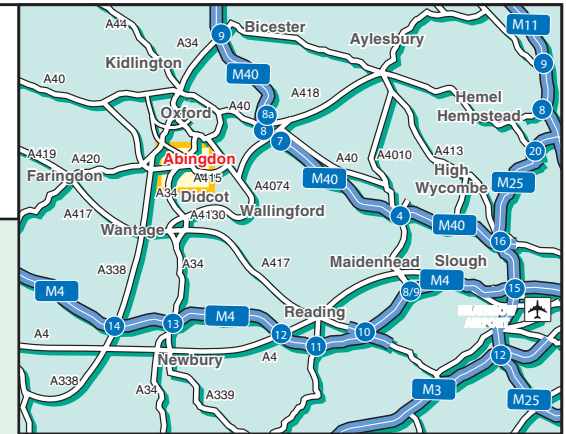 A44
A34
Bicester
9
Aylesbury
M11
Kidlington
M40
9
A40
A418
Hemel
Hempstead
8
Oxford
A40
8a
8
7
20
A419
A420
Abingdon
A40
A4010
A413
Faringdon
A415
A4074
M40
High
Wycombe
M25
A34
Didcot
A417
A4130
Wallingford
4
M40
Wantage
16
A338
A34
A417
Maidenhead
Slough
M4
8/9
M4
15
HEATHROW
AIRPORT
14
13
M4
Reading
12
11
10
A4
A4
12
Newbury
A338
A34
A339
M3
M25